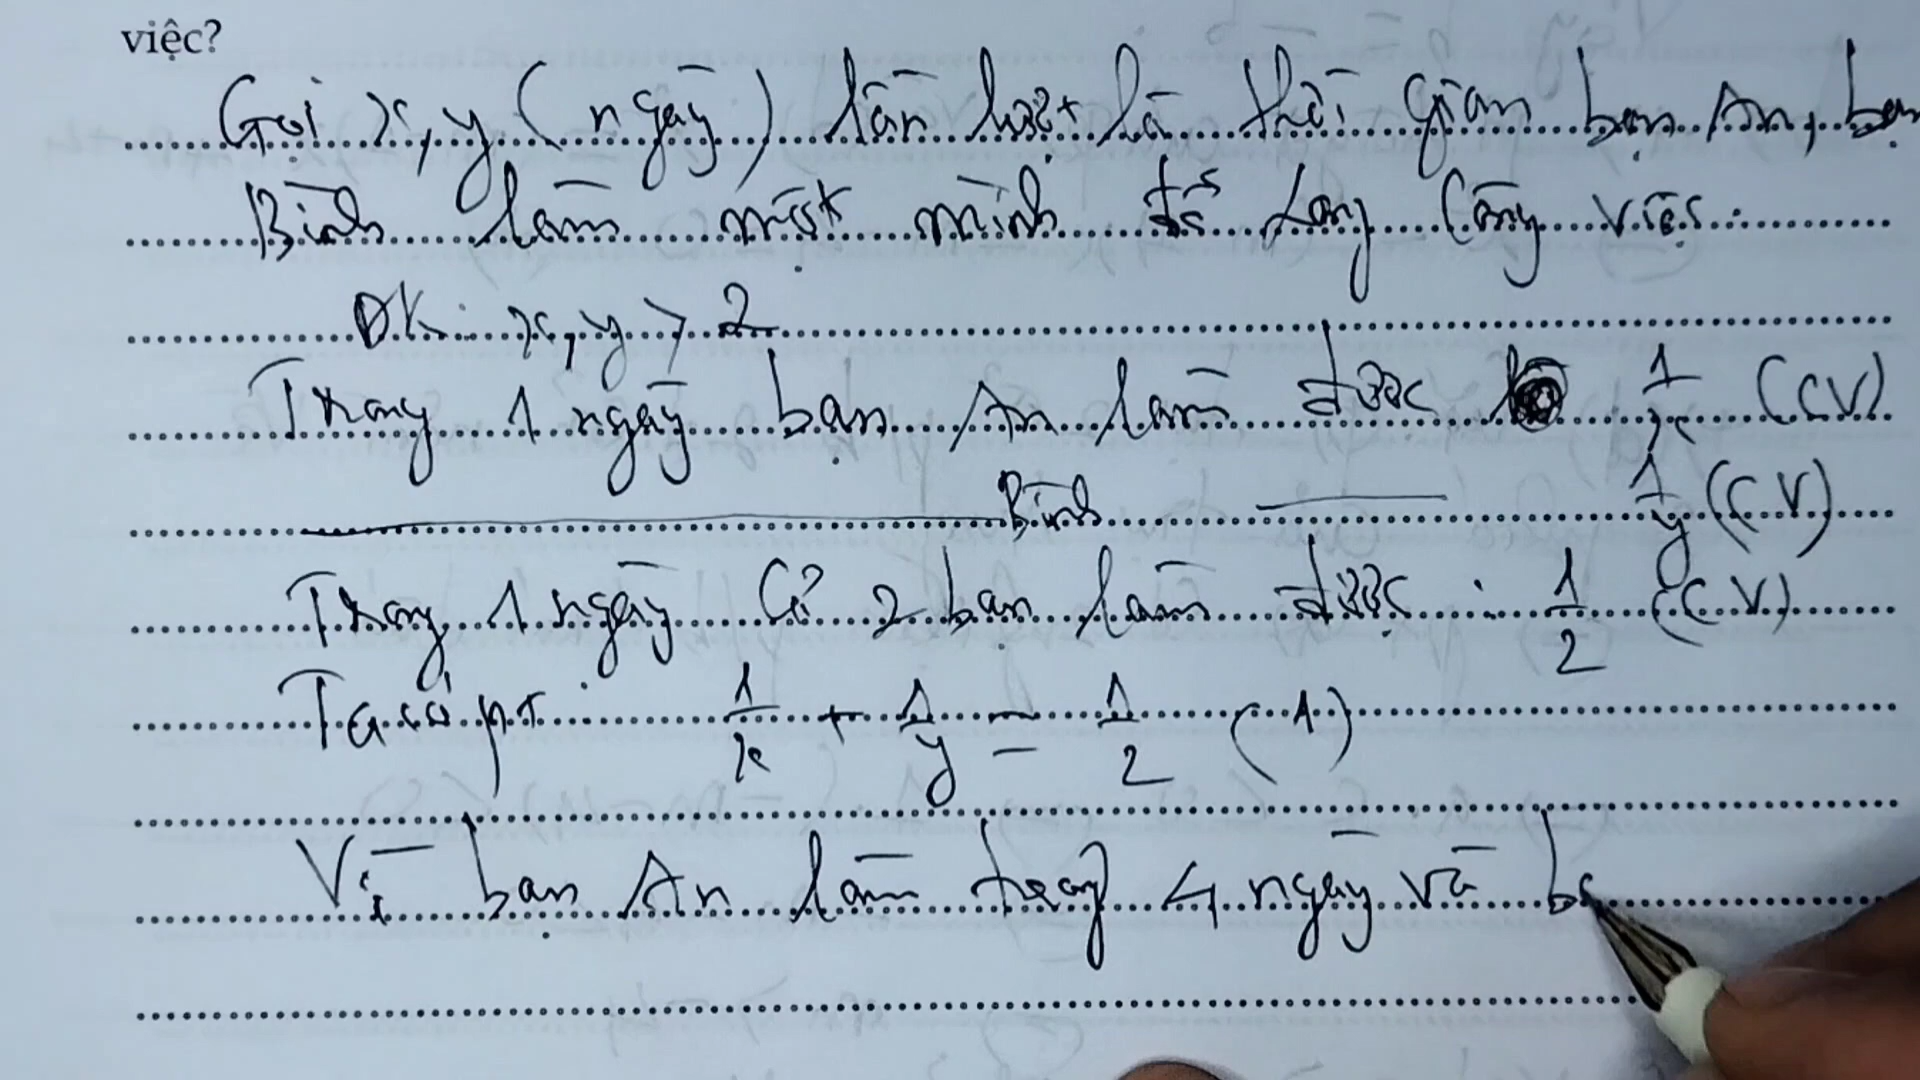 việc?
Gọi x, y (ngày) lần lượt là thời gian bạn An, bạn
Bình làm một mình để xong công việc.
ĐK: x, y > 2
Trong 1 ngày bạn An làm được 1/x (CV)
Bình 1/y (CV)
Trong 1 ngày cả 2 bạn làm được : 1/2 (CV)
Ta có pt 1/x + 1/y = 1/2 (1)
Vì bạn An làm trong 4 ngày và bạ